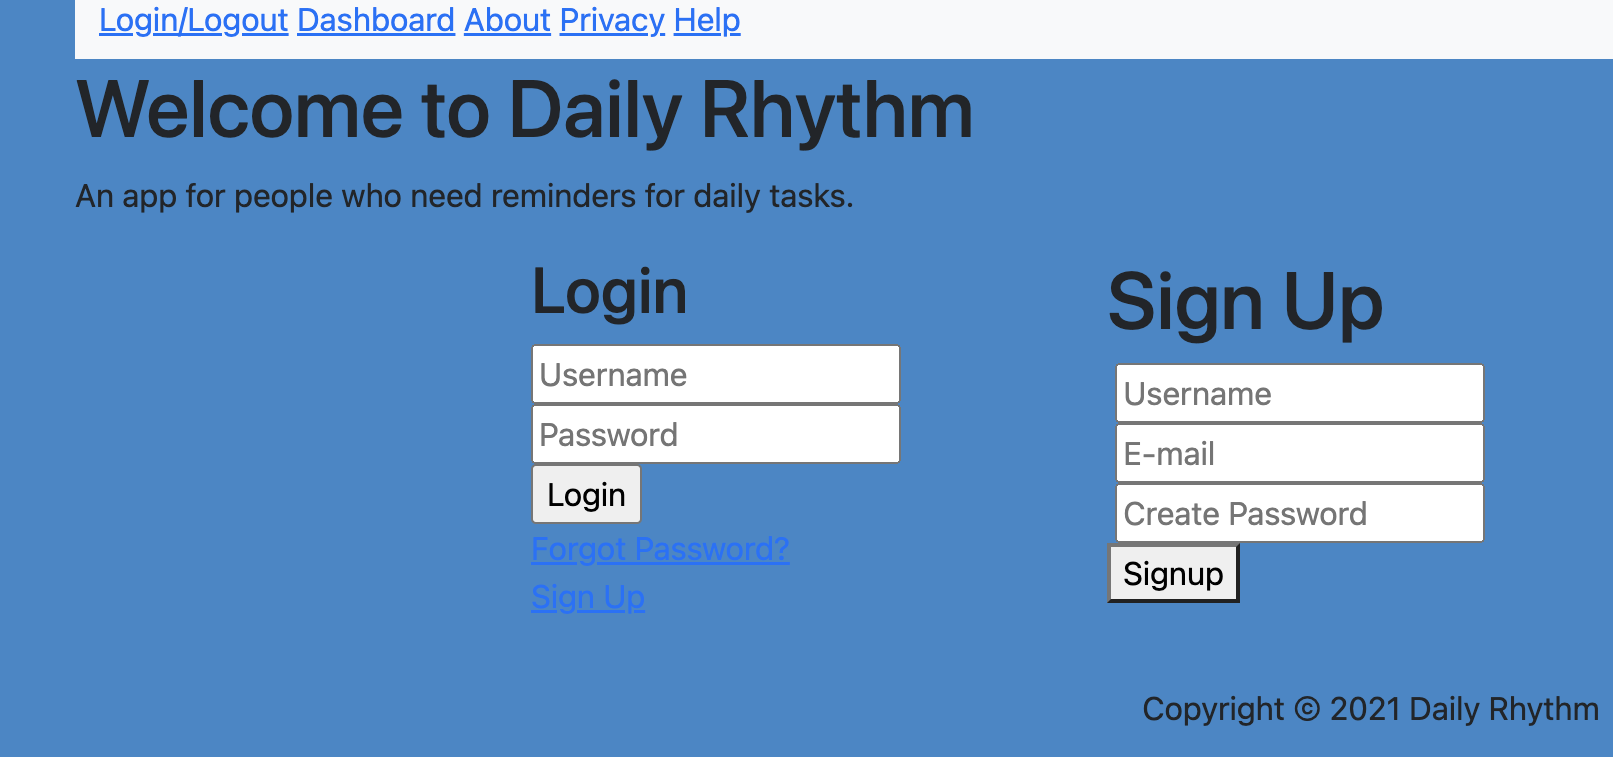 Login/Logout Dashboard About Privacy Help
Welcome to Daily Rhythm
An app for people who need reminders for daily tasks.
Login
Username
Password
Login
Forgot Password?
Sign Up
Sign Up
Username
E-mail
Create Password
Signup
Copyright © 2021 Daily Rhythm